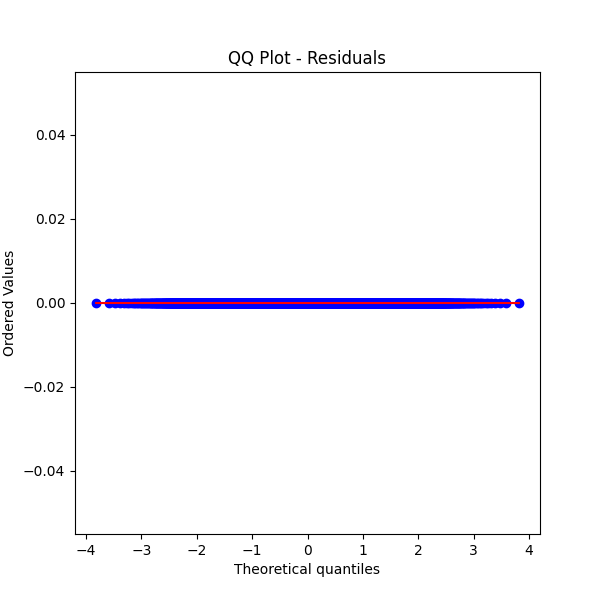 QQ Plot - Residuals
Ordered Values
0.04
0.02
0.00
−0.02
−0.04
−4 −3 −2 −1 0 1 2 3 4
Theoretical quantiles